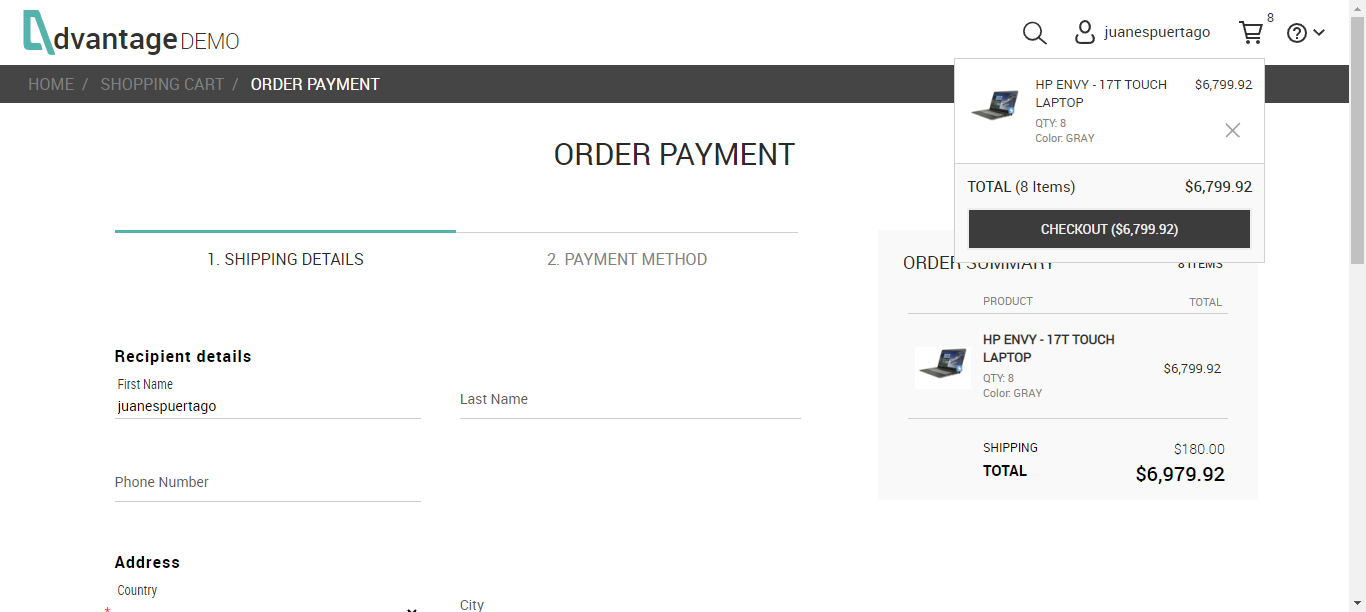 dvantage DEMO
juanespuertago
8
HOME / SHOPPING CART / ORDER PAYMENT
HP ENVY - 17T TOUCH $6,799.92
LAPTOP
QTY: 8
Color: GRAY
TOTAL (8 Items) $6,799.92
CHECKOUT ($6,799.92)
ORDER PAYMENT
1. SHIPPING DETAILS
2. PAYMENT METHOD
ORDER SUMMARY 8 ITEMS
PRODUCT TOTAL
HP ENVY - 17T TOUCH
LAPTOP
QTY: 8
Color: GRAY
$6,799.92
SHIPPING $180.00
TOTAL $6,979.92
Recipient details
First Name
juanespuertago
Last Name
Phone Number
Address
Country
*
City